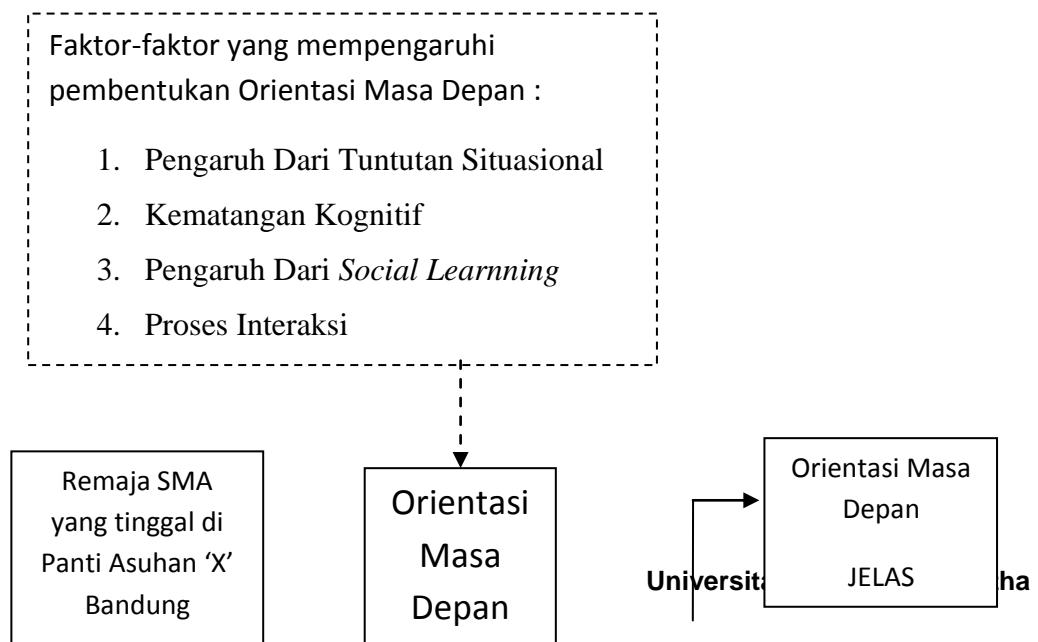 Faktor-faktor yang mempengaruhi
pembentukan Orientasi Masa Depan :
1. Pengaruh Dari Tuntutan Situasional
2. Kematangan Kognitif
3. Pengaruh Dari Social Learnning
4. Proses Interaksi
Remaja SMA
yang tinggal di
Panti Asuhan ‘X’
Bandung
Orientasi
Masa
Depan
Orientasi Masa
Depan
JELAS